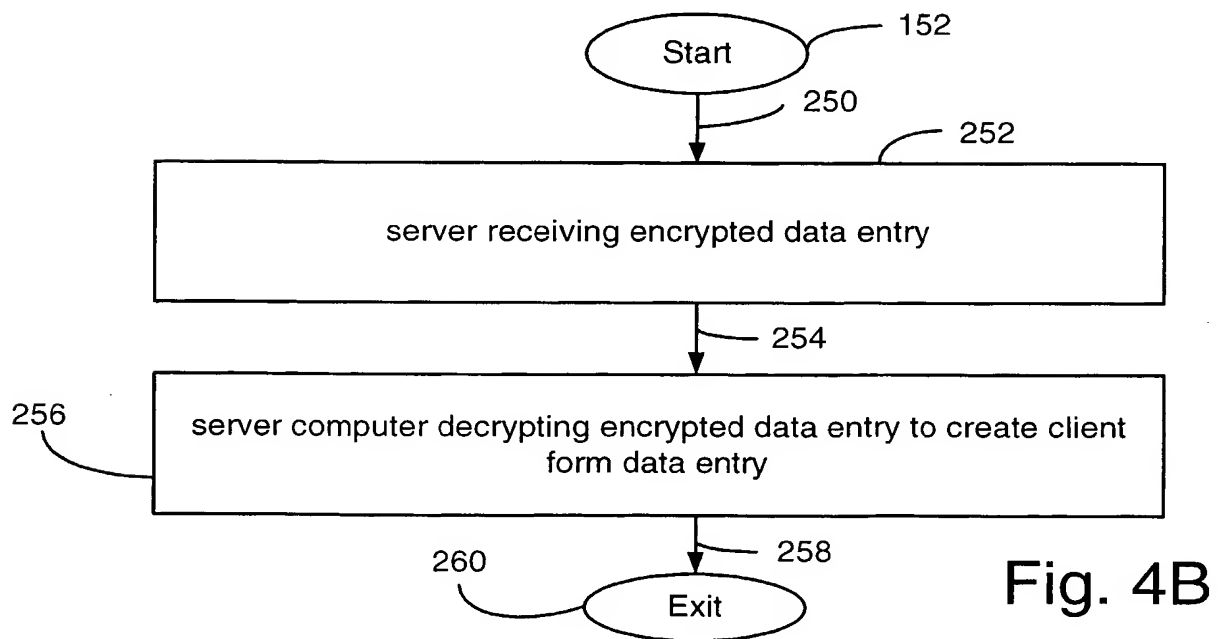 152
Start
250
252
server receiving encrypted data entry
254
256
server computer decrypting encrypted data entry to create client
form data entry
258
260
Exit
Fig. 4B